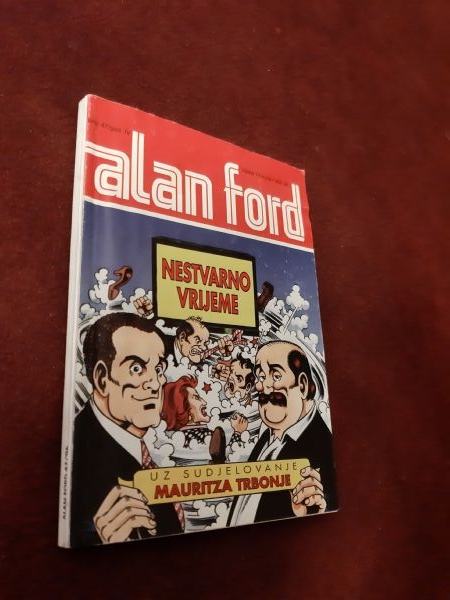 alan ford
NESTVARNO
VRIJEME
UZ SUDJELOVANJE
MAURITZA TRBONJE